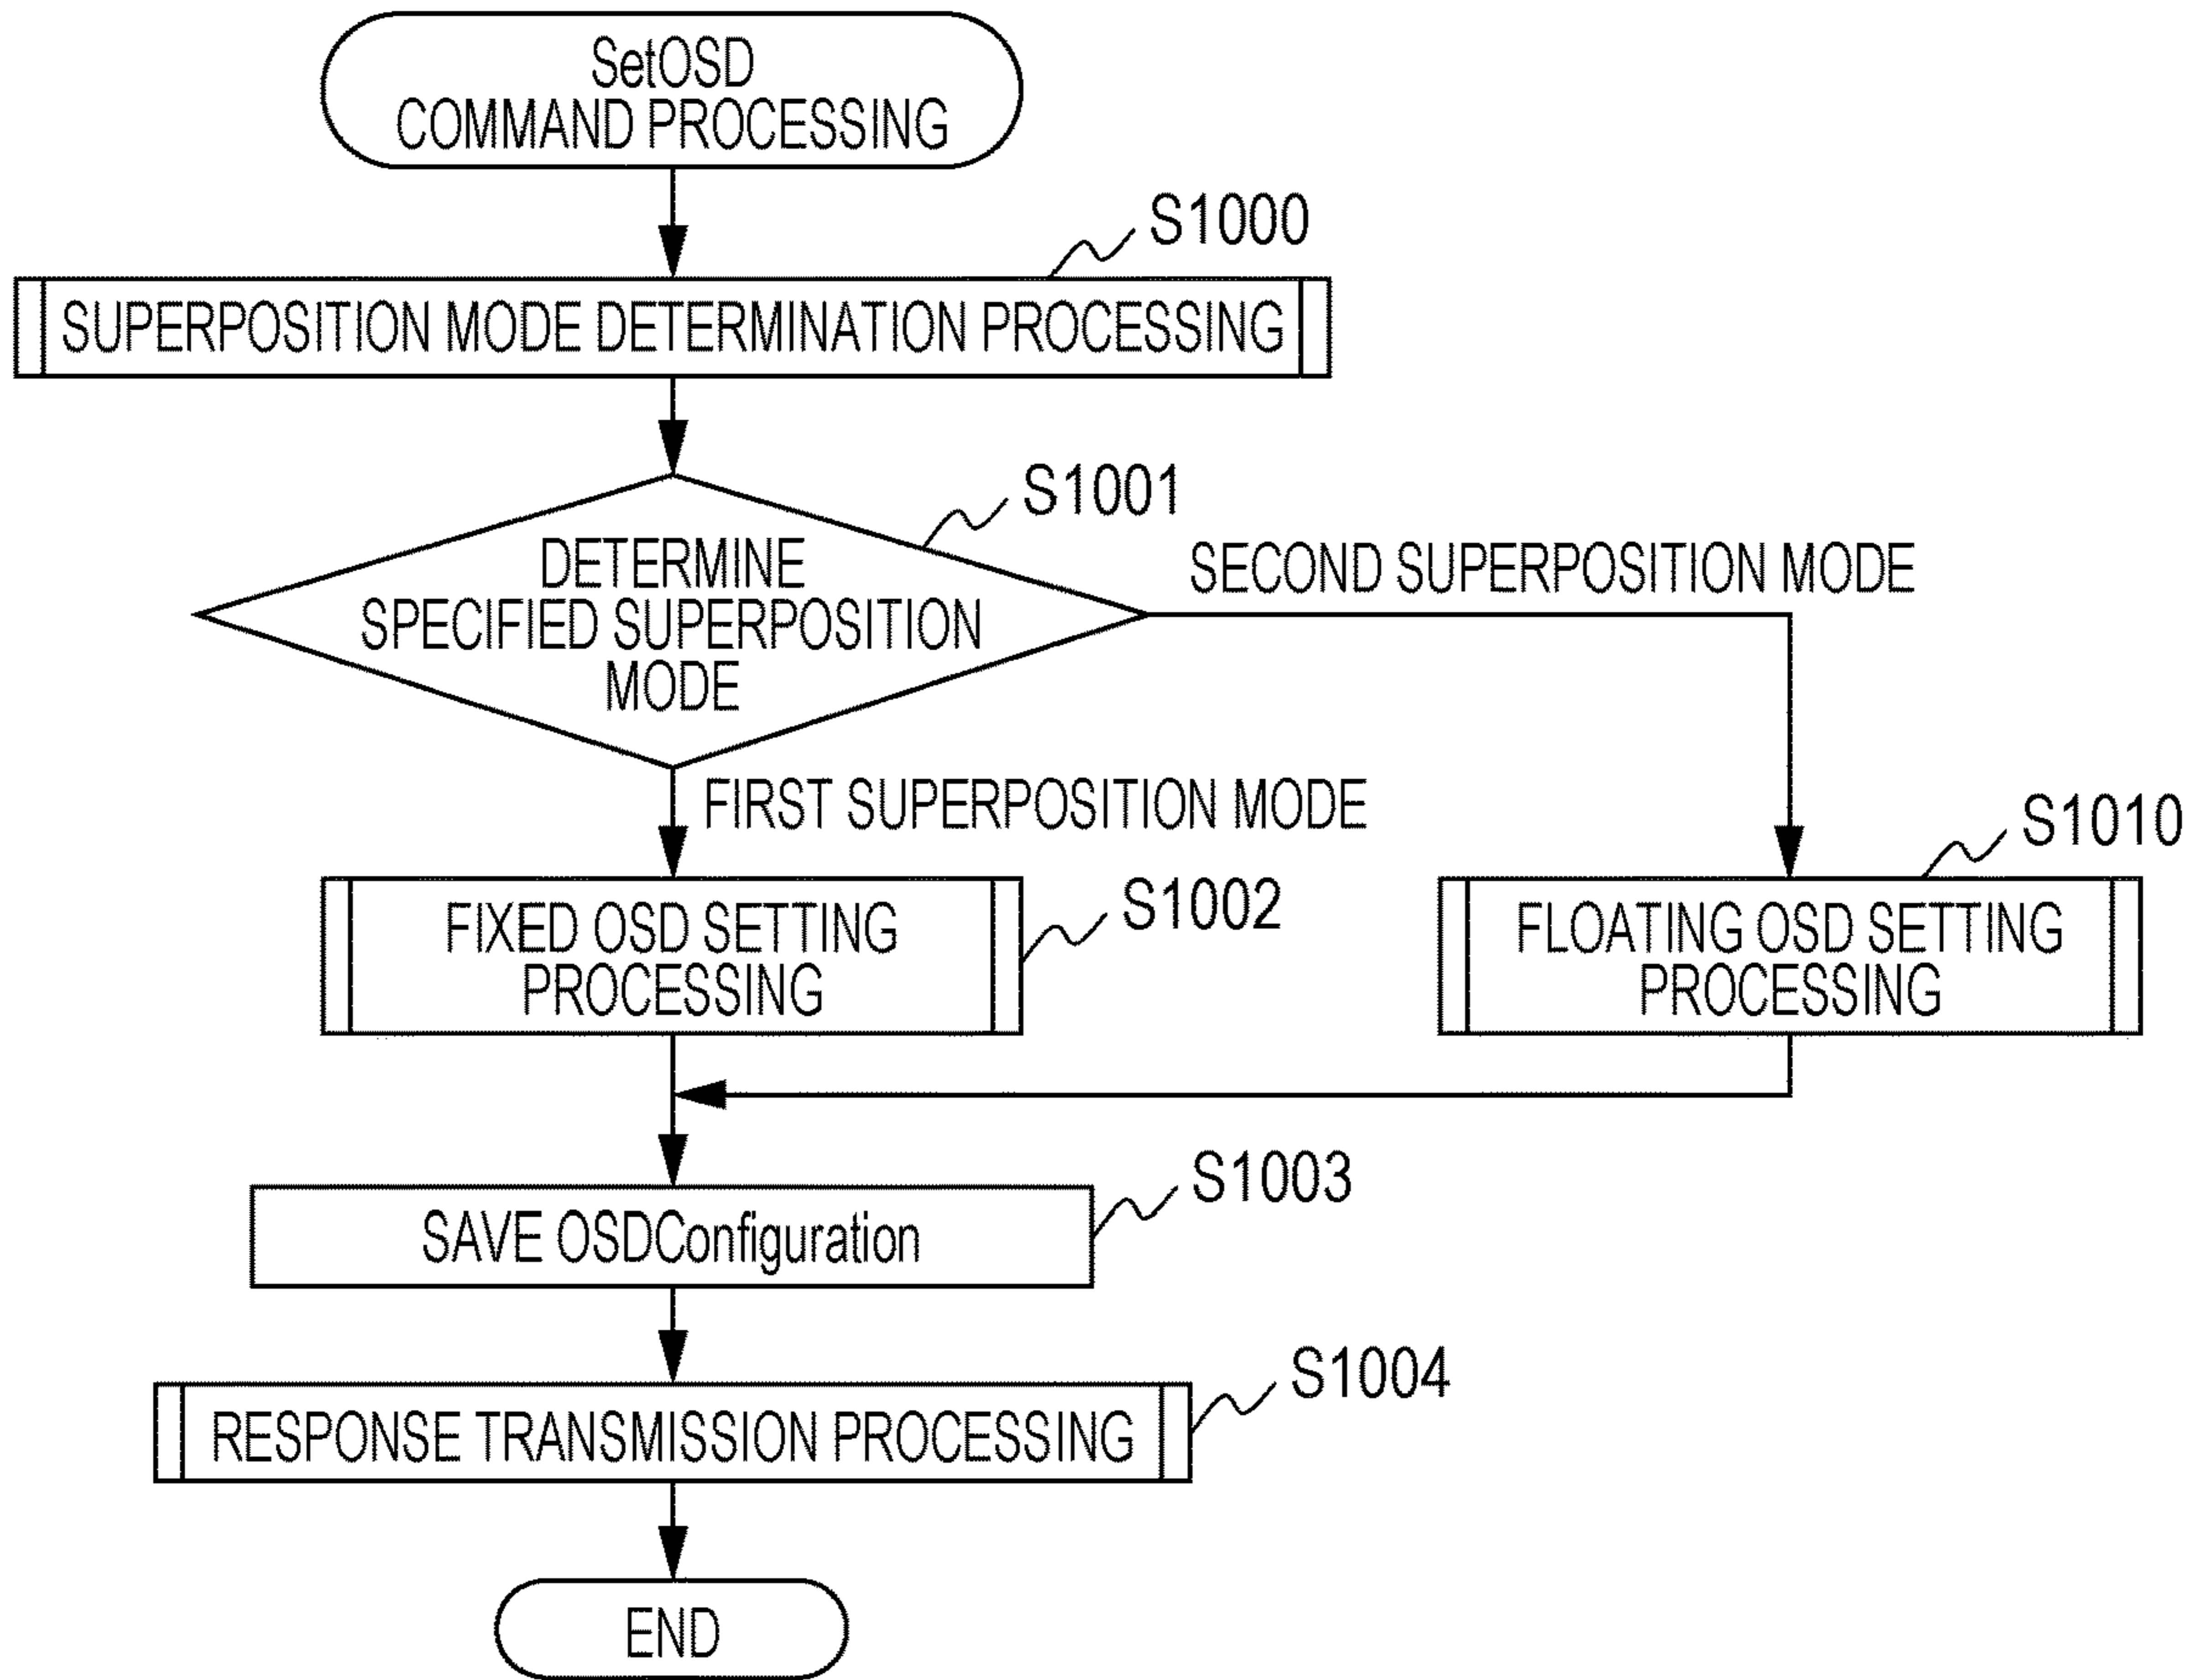 SetOSD
COMMAND PROCESSING
S1000
SUPERPOSITION MODE DETERMINATION PROCESSING
S1001
DETERMINE
SPECIFIED SUPERPOSITION
MODE
SECOND SUPERPOSITION MODE
FIRST SUPERPOSITION MODE
S1002
FIXED OSD SETTING
PROCESSING
S1010
FLOATING OSD SETTING
PROCESSING
S1003
SAVE OSDConfiguration
S1004
RESPONSE TRANSMISSION PROCESSING
END